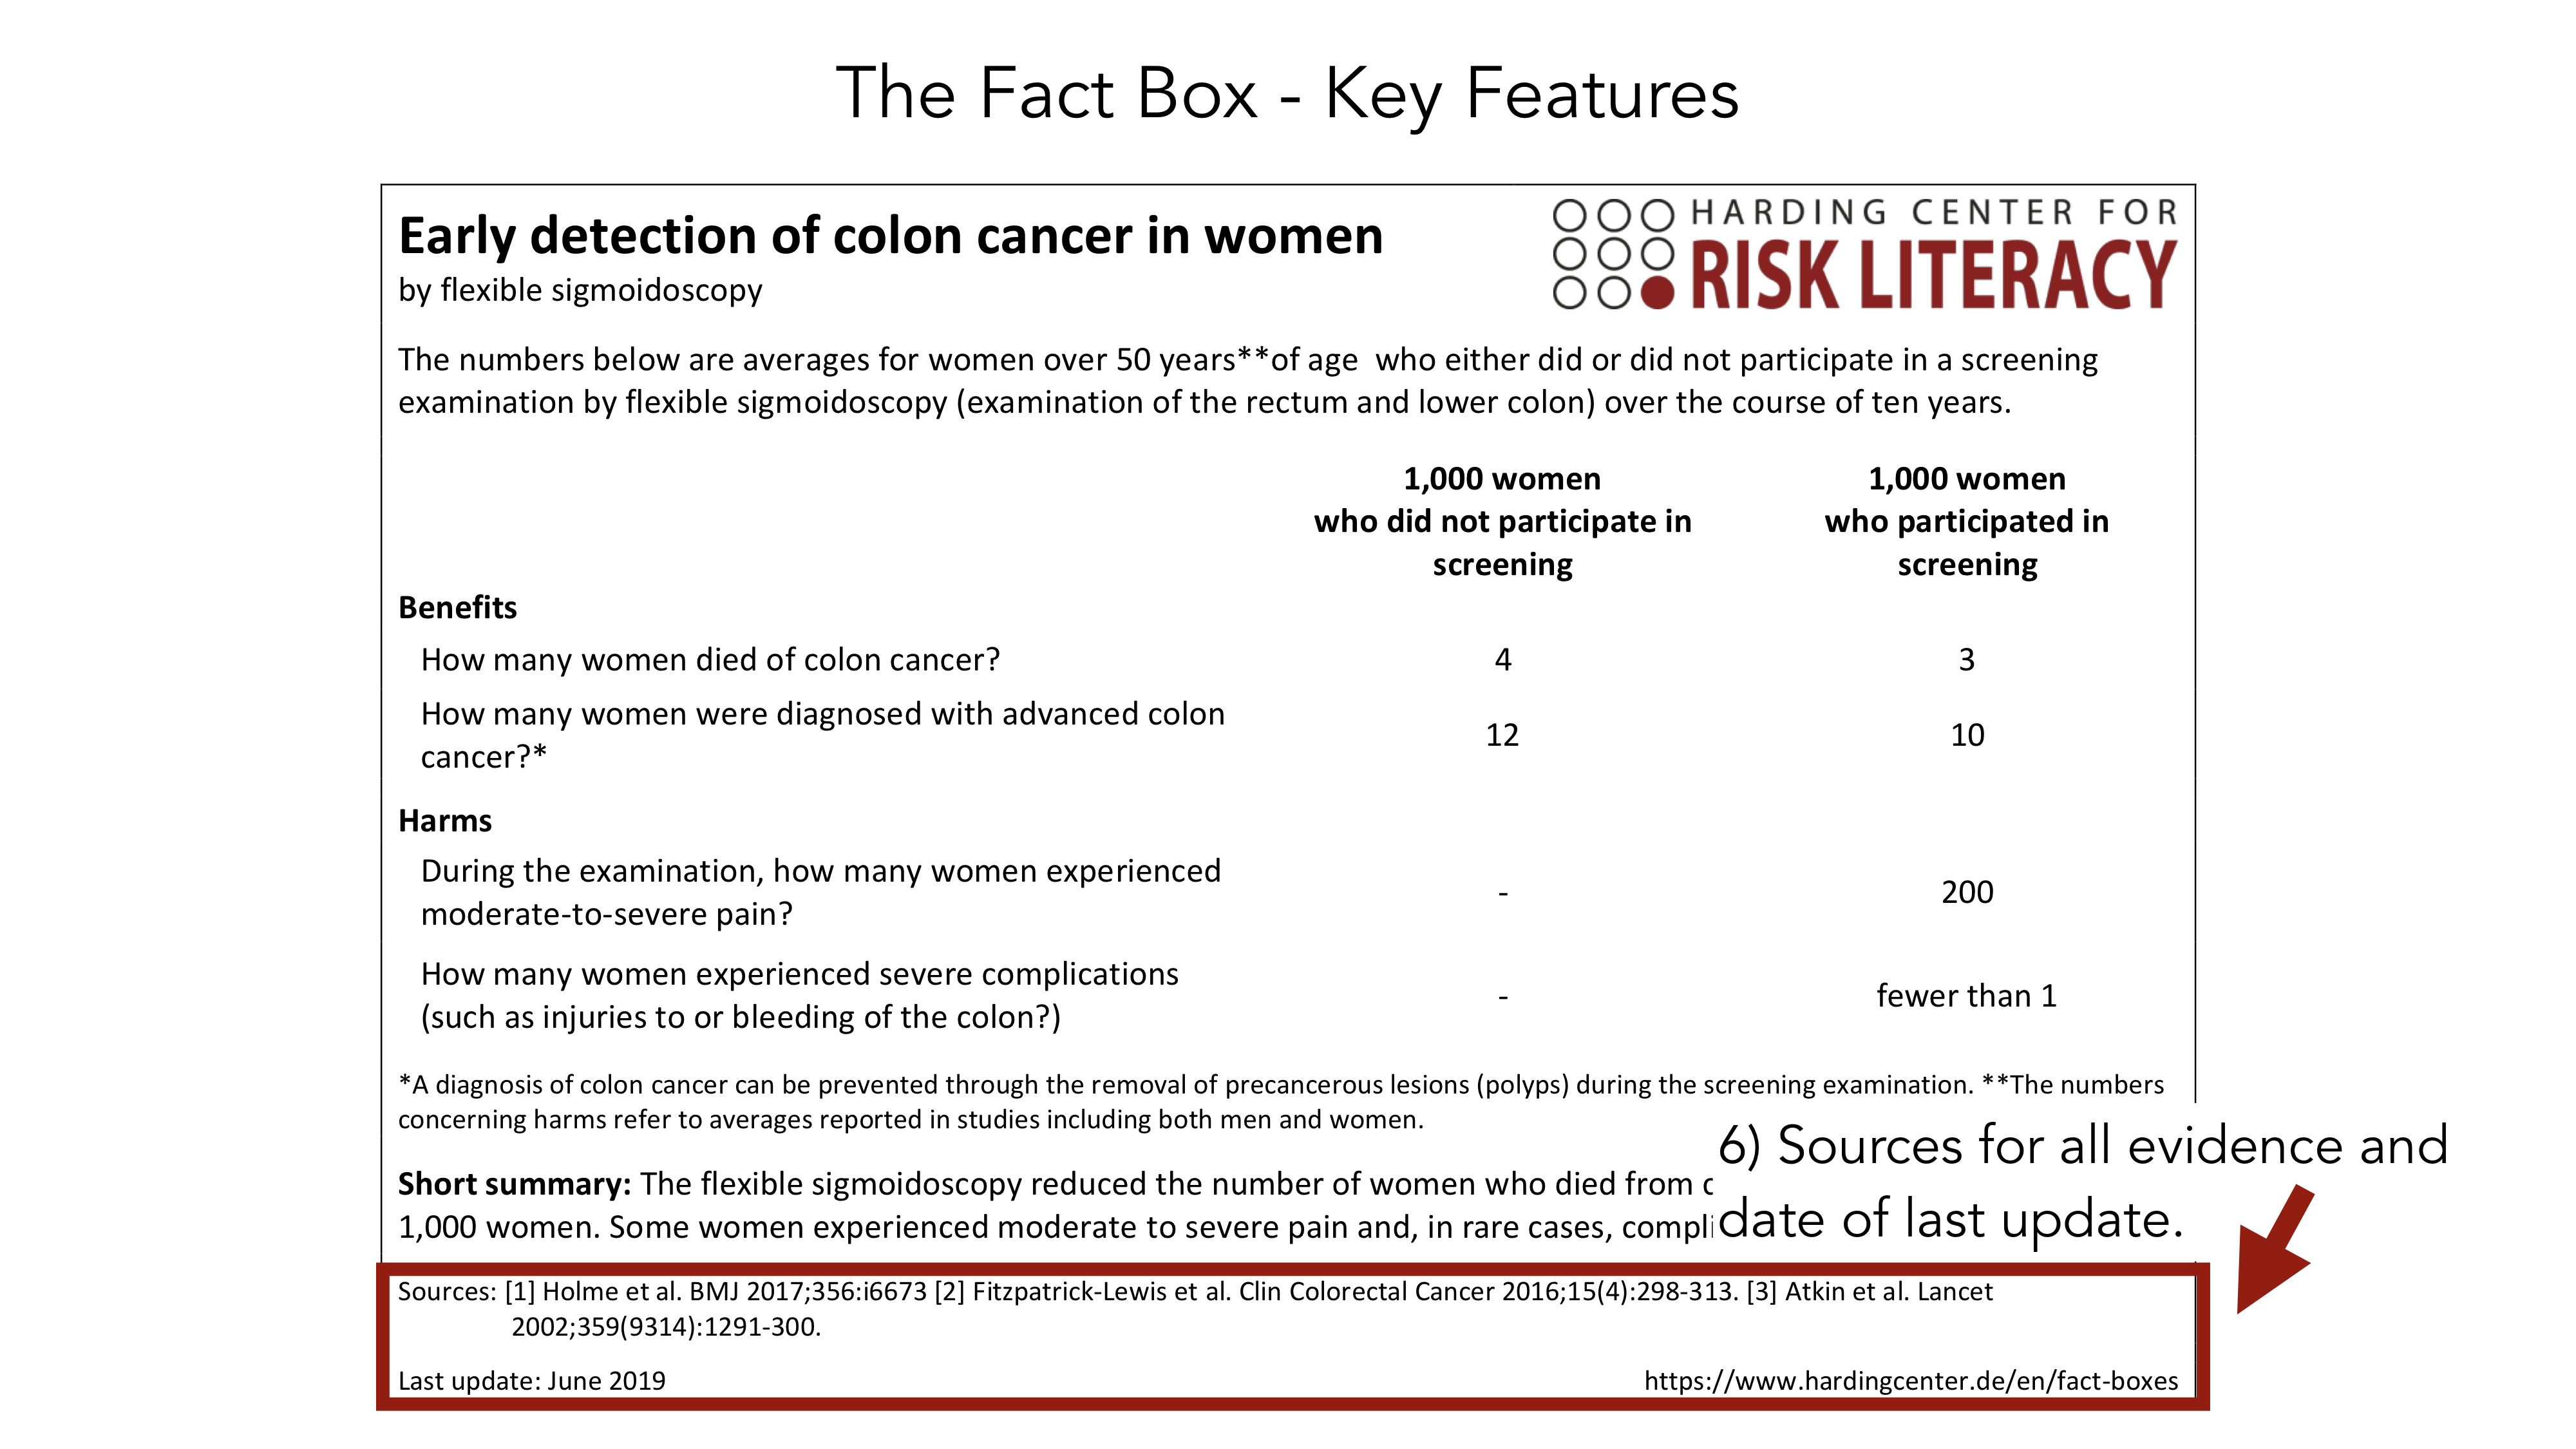 The Fact Box - Key Features
Early detection of colon cancer in women
by flexible sigmoidoscopy
HARDING CENTER FOR
RISK LITERACY
The numbers below are averages for women over 50 years**of age  who either did or did not participate in a screening
examination by flexible sigmoidoscopy (examination of the rectum and lower colon) over the course of ten years.
1,000 women
who did not participate in
screening
1,000 women
who participated in
screening
Benefits
How many women died of colon cancer? 4 3
How many women were diagnosed with advanced colon
cancer?* 12 10
Harms
During the examination, how many women experienced
moderate-to-severe pain? - 200
How many women experienced severe complications
(such as injuries to or bleeding of the colon?) - fewer than 1
*A diagnosis of colon cancer can be prevented through the removal of precancerous lesions (polyps) during the screening examination. **The numbers
concerning harms refer to averages reported in studies including both men and women.
Short summary: The flexible sigmoidoscopy reduced the number of women who died from
1,000 women. Some women experienced moderate to severe pain and, in rare cases,
6) Sources for all evidence and
date of last update.
Sources: [1] Holme et al. BMJ 2017;356:i6673 [2] Fitzpatrick-Lewis et al. Clin Colorectal Cancer 2016;15(4):298-313. [3] Atkin et al. Lancet
2002;359(9314):1291-300.
Last update: June 2019
https://www.hardingcenter.de/en/fact-boxes